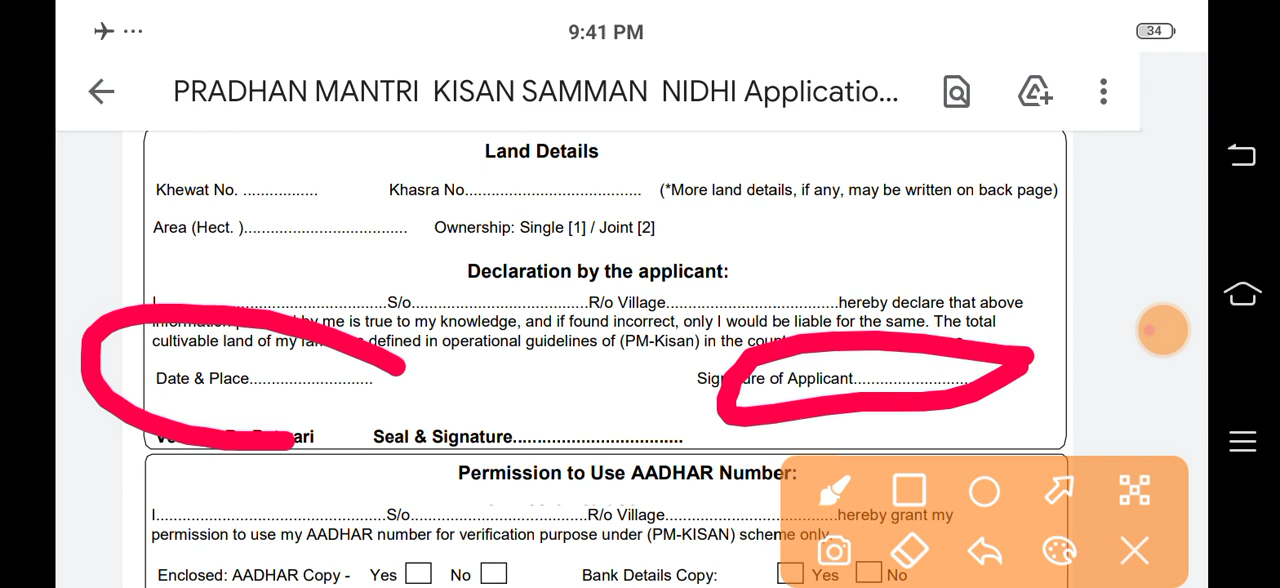 9:41 PM
34
PRADHAN MANTRI KISAN SAMMAN NIDHI Applicatio...
Land Details
Khewat No. ................ Khasra No....................................... (*More land details, if any, may be written on back page)
Area (Hect. )..................................... Ownership: Single [1] / Joint [2]
Declaration by the applicant:
I....................................................S/o.......................................R/o Village.......................................hereby declare that above
by me is true to my knowledge, and if found incorrect, only I would be liable for the same. The total
cultivable land of my defined in operational guidelines of (PM-Kisan) in the
Date & Place............................ Signature of Applicant..........................
Seal & Signature..................................
Permission to Use AADHAR Number:
I....................................................S/o.......................................R/o Village.......................................hereby grant my
permission to use my AADHAR number for verification purpose under (PM-KISAN) scheme only.
Enclosed: AADHAR Copy - Yes No Bank Details Copy: Yes No